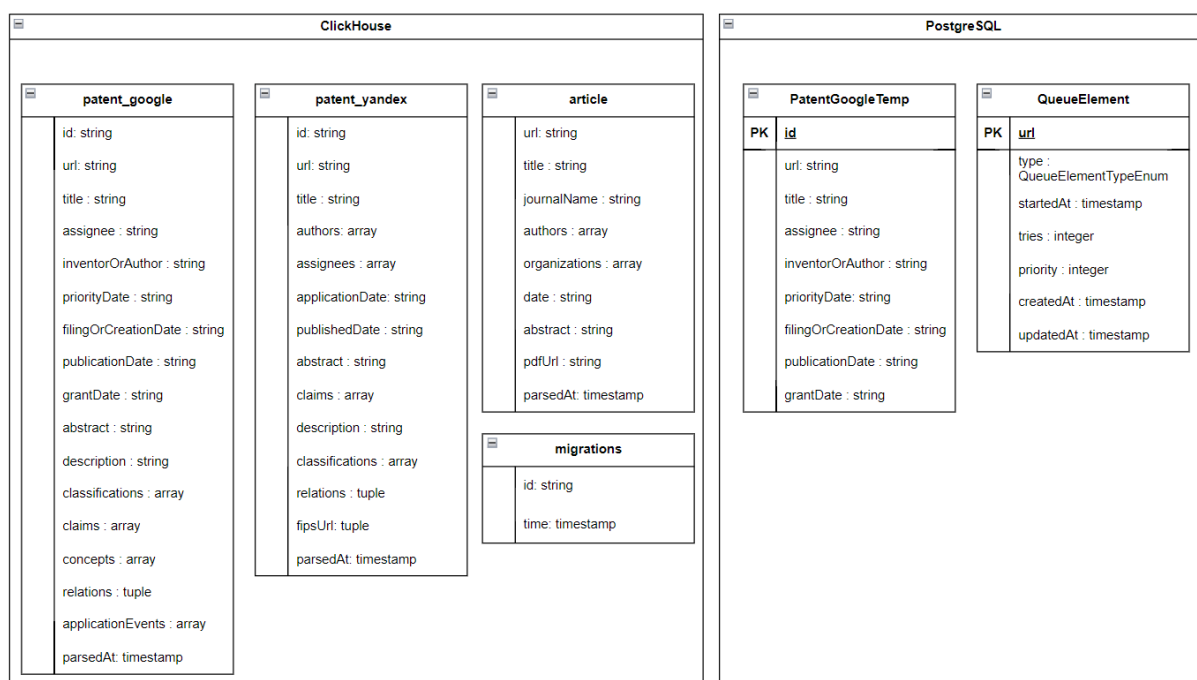 ClickHouse
patent_google
id: string
url: string
title : string
assignee : string
inventorOrAuthor : string
priorityDate : string
filingOrCreationDate : string
publicationDate : string
grantDate : string
abstract : string
description : string
classifications : array
claims : array
concepts : array
relations : tuple
applicationEvents : array
parsedAt: timestamp
patent_yandex
id: string
url: string
title : string
authors: array
assignees : array
applicationDate: string
publishedDate : string
abstract : string
claims : array
description : string
classifications : array
relations : tuple
fipsUrl: tuple
parsedAt: timestamp
article
url: string
title : string
journalName : string
authors : array
organizations : array
date : string
abstract : string
pdfUrl : string
parsedAt: timestamp
migrations
id: string
time: timestamp
PostgreSQL
PatentGoogleTemp
PK id
url: string
title : string
assignee : string
inventorOrAuthor : string
priorityDate: string
filingOrCreationDate : string
publicationDate : string
grantDate : string
QueueElement
PK url
type :
QueueElementTypeEnum
startedAt : timestamp
tries : integer
priority : integer
createdAt : timestamp
updatedAt : timestamp